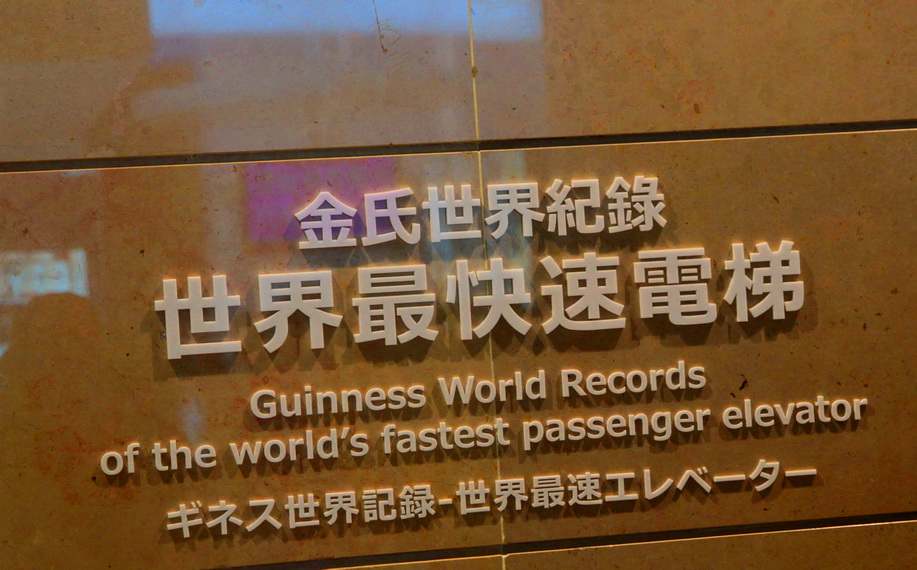 金氏世界紀錄
世界最快速電梯
Guinness World Records
of the world’s fastest passenger elevator
ギネス世界記録-世界最速エレベーター